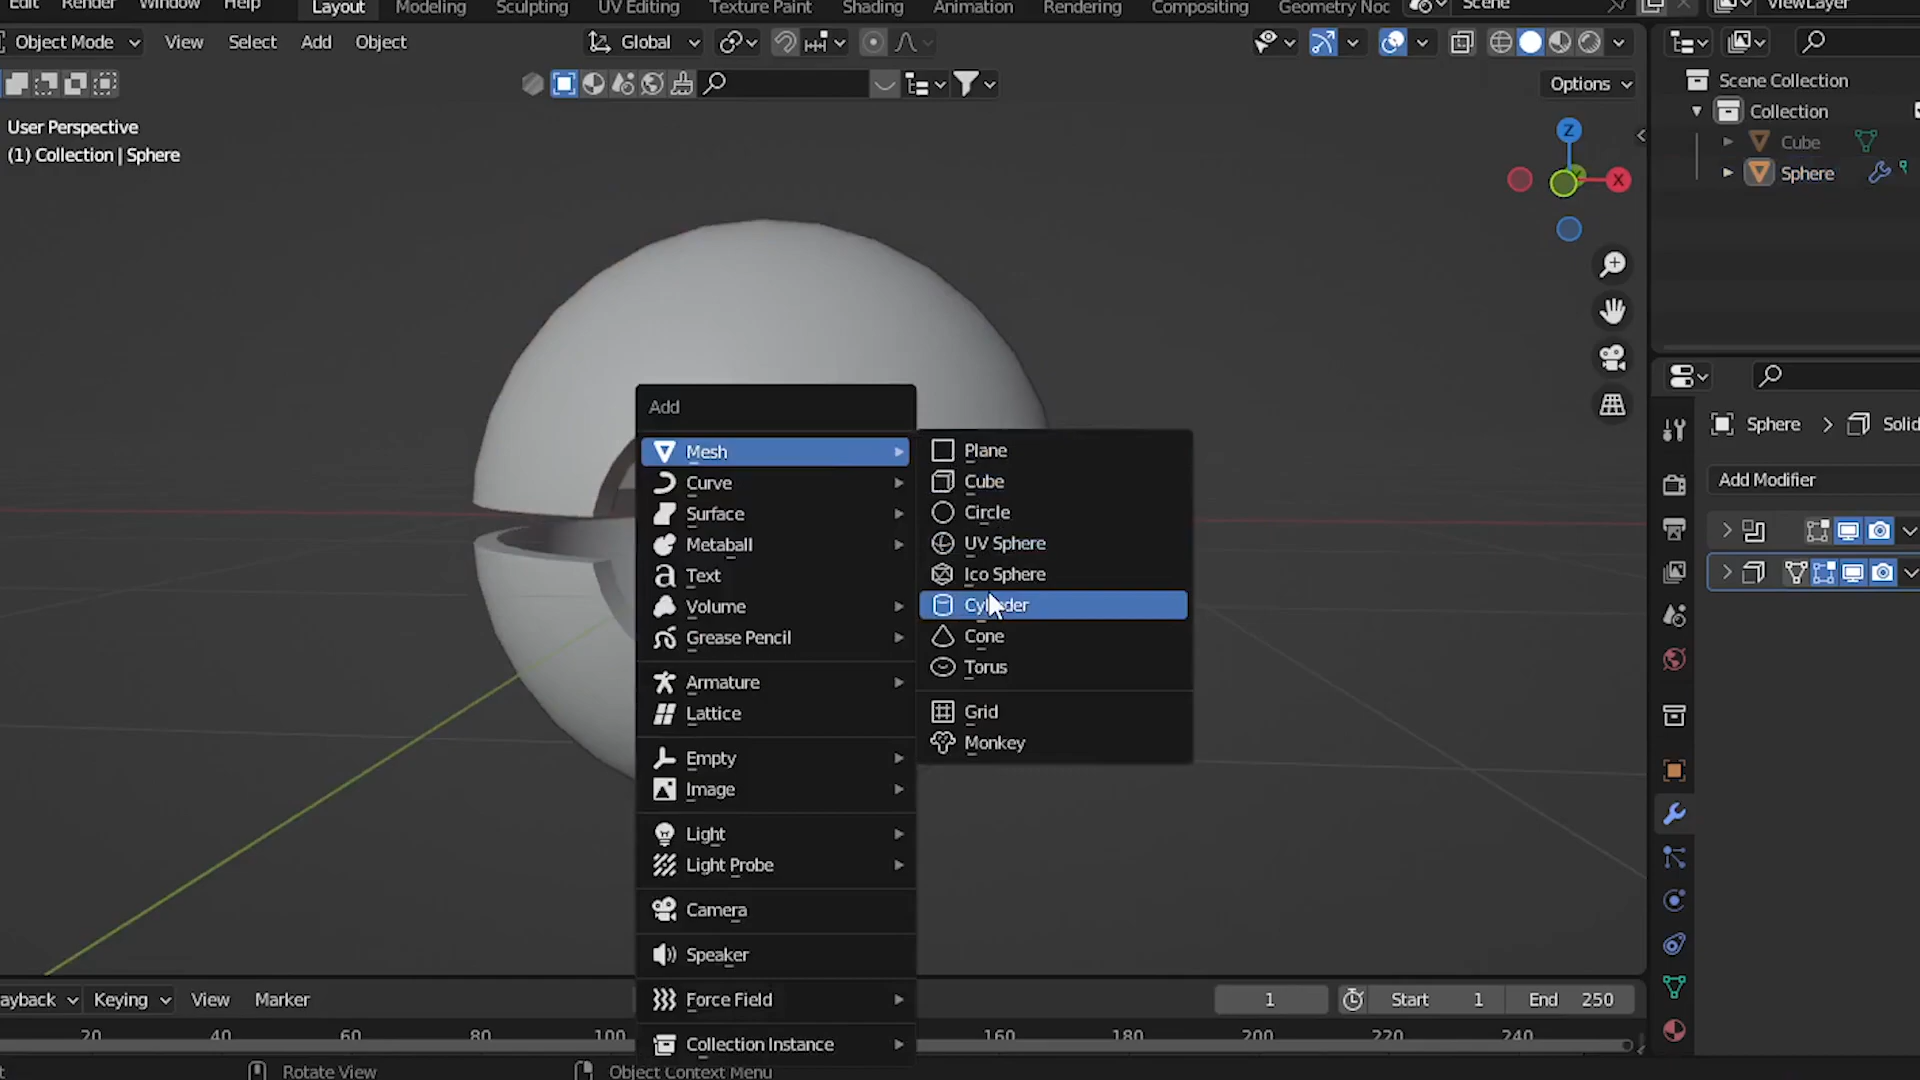 Edit Render Window Help Layout Modeling Sculpting UV Editing Texture Paint Shading Animation Rendering Compositing Geometry Noc Scene ViewLayer
Object Mode View Select Add Object Global
Options
User Perspective
(1) Collection | Sphere
Z
X
Scene Collection
Collection
Cube
Sphere
Sphere > Solid
Add Modifier
Add
Mesh
Curve
Surface
Metaball
Text
Volume
Grease Pencil
Armature
Lattice
Empty
Image
Light
Light Probe
Camera
Speaker
Force Field
Collection Instance
Plane
Cube
Circle
UV Sphere
Ico Sphere
Cylinder
Cone
Torus
Grid
Monkey
ayback Keying View Marker 1 Start 1 End 250
20 40 60 80 100 160 180 200 220 240
Rotate View Object Context Menu